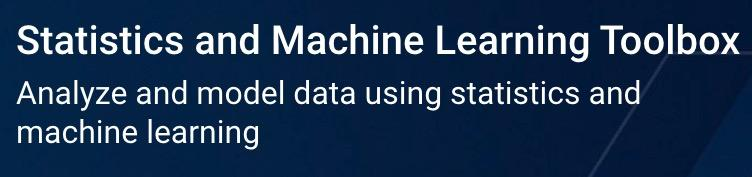 Statistics and Machine Learning Toolbox
Analyze and model data using statistics and
machine learning